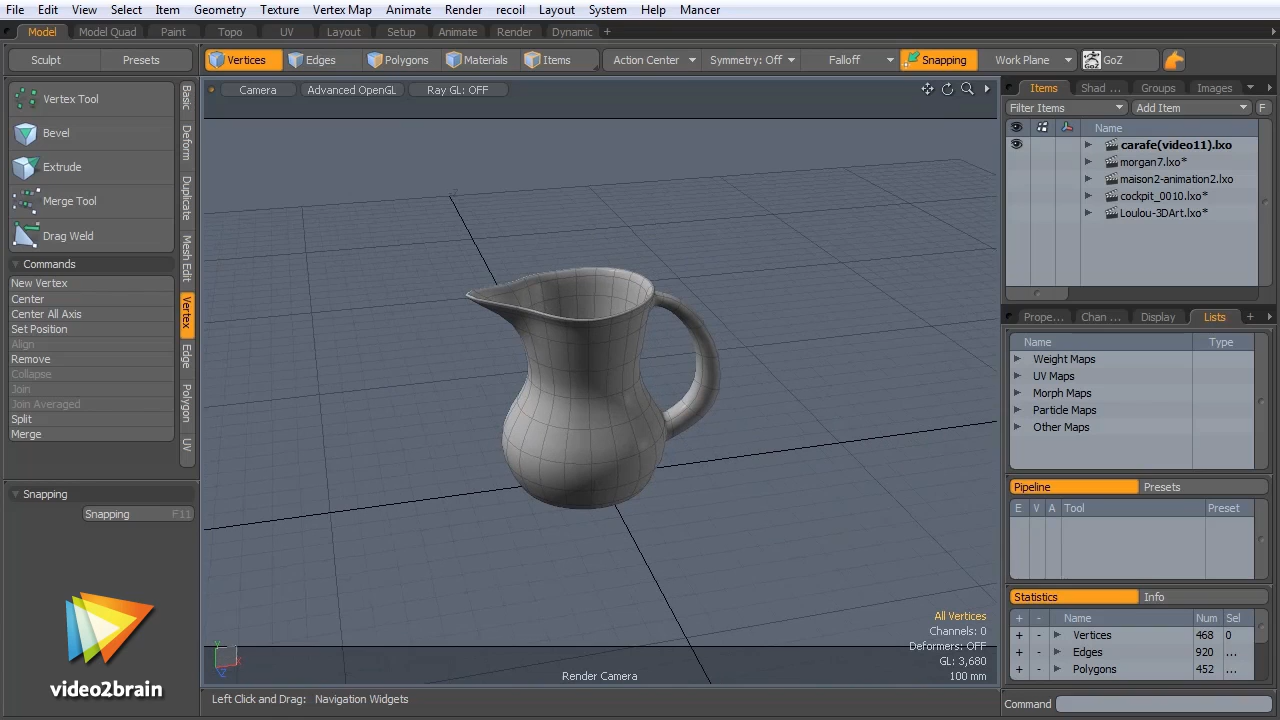 File Edit View Select Item Geometry Texture Vertex Map Animate Render recoil Layout System Help Mancer
Model Model Quad Paint Topo UV Layout Setup Animate Render Dynamic +
Sculpt Presets Vertices Edges Polygons Materials Items Action Center Symmetry: Off Falloff Snapping Work Plane GoZ
Camera Advanced OpenGL Ray GL: OFF
Vertex Tool
Bevel
Extrude
Merge Tool
Drag Weld
Commands
New Vertex
Center
Center All Axis
Set Position
Align
Remove
Collapse
Join
Join Averaged
Split
Merge
Basic
Deform
Duplicate
Mesh Edit
Vertex
Edge
Polygon
UV
Snapping
Snapping F11
video2brain
All Vertices
Channels: 0
Deformers: OFF
GL: 3,680
100 mm
Render Camera
Left Click and Drag: Navigation Widgets
Items Shad ... Groups Images
Filter Items Add Item F
Name
carafe(video11).lxo
morgan7.lxo*
maison2-animation2.lxo
cockpit_0010.lxo*
Loulou-3DArt.lxo*
Prope... Chan ... Display Lists +
Name Type
Weight Maps
UV Maps
Morph Maps
Particle Maps
Other Maps
Pipeline Presets
E V A Tool Preset
Statistics Info
+ - Name Num Sel
+ - Vertices 468 0
+ - Edges 920 ...
+ - Polygons 452 ...
Command